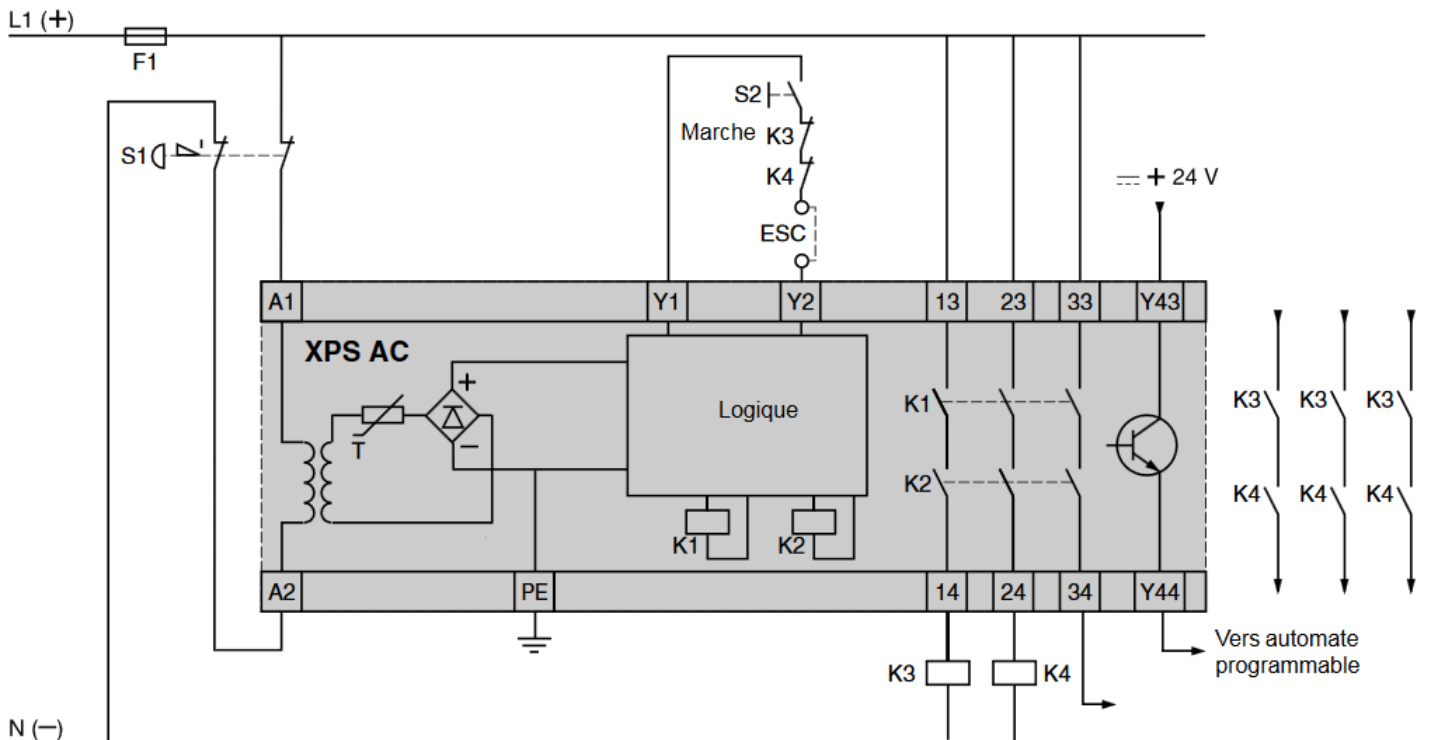 L1 (+)
F1
S1
S2
Marche
K3
K4
ESC
⎓ + 24 V
A1
Y1
Y2
13
23
33
Y43
XPS AC
+
−
T
Logique
K1
K2
K1
K2
K3
K3
K3
K4
K4
K4
A2
PE
14
24
34
Y44
K3
K4
Vers automate
programmable
N (−)